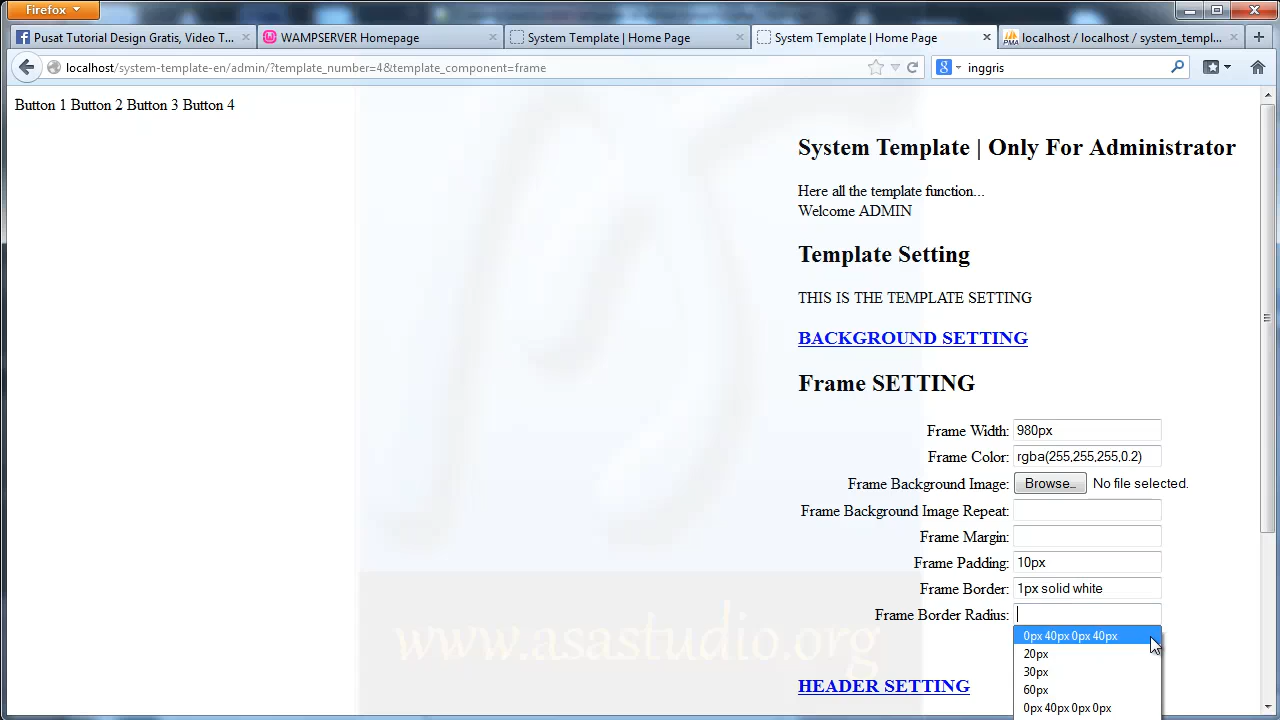 Firefox
Pusat Tutorial Design Gratis, Video T...
WAMPSERVER Homepage
System Template | Home Page
System Template | Home Page
PMA
localhost / localhost / system_templ...
localhost/system-template-en/admin/?template_number=4&template_component=frame
inggris
Button 1 Button 2 Button 3 Button 4
System Template | Only For Administrator
Here all the template function...
Welcome ADMIN
Template Setting
THIS IS THE TEMPLATE SETTING
BACKGROUND SETTING
Frame SETTING
Frame Width: 980px
Frame Color: rgba(255,255,255,0.2)
Frame Background Image: Browse... No file selected.
Frame Background Image Repeat:
Frame Margin:
Frame Padding: 10px
Frame Border: 1px solid white
Frame Border Radius:
0px 40px 0px 40px
20px
30px
60px
0px 40px 0px 0px
HEADER SETTING
www.asastudio.org